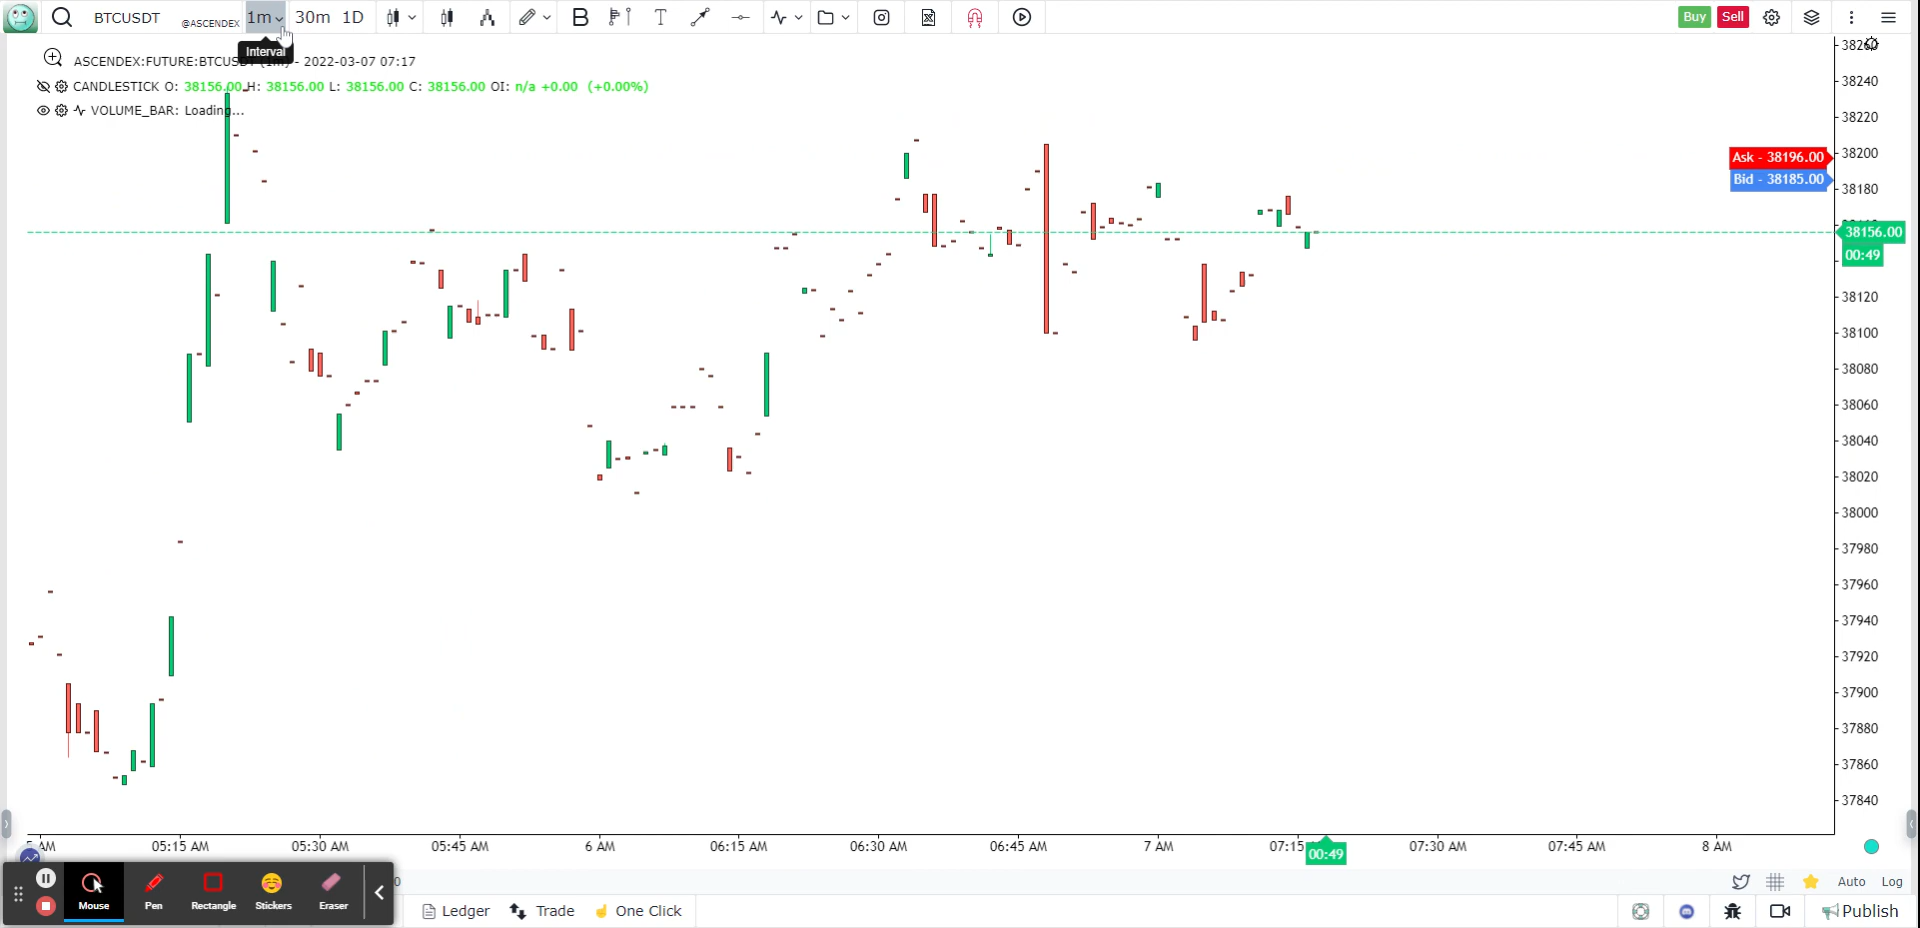 BTCUSDT @ASCENDEX 1m 30m 1D Buy Sell
Interval
ASCENDEX:FUTURE:BTCUSDT (1m) - 2022-03-07 07:17
CANDLESTICK O: 38156.00 H: 38156.00 L: 38156.00 C: 38156.00 OI: n/a +0.00 (+0.00%)
VOLUME_BAR: Loading...
38260
38240
38220
38200
Ask - 38196.00
Bid - 38185.00
38180
38156.00
00:49
38120
38100
38080
38060
38040
38020
38000
37980
37960
37940
37920
37900
37880
37860
37840
AM 05:15 AM 05:30 AM 05:45 AM 6 AM 06:15 AM 06:30 AM 06:45 AM 7 AM 07:15 00:49 07:30 AM 07:45 AM 8 AM
Auto Log
Mouse Pen Rectangle Stickers Eraser
Ledger Trade One Click Publish